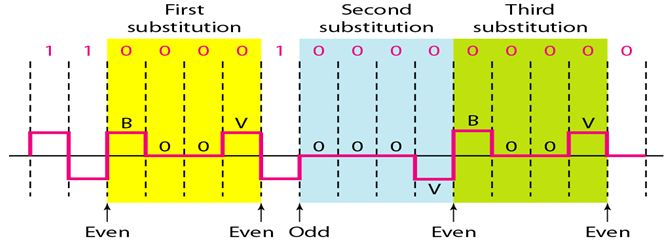 First substitution
Second substitution
Third substitution
1 1 0 0 0 0 1 0 0 0 0 0 0 0 0 0
B 0 0 V 0 0 0 V B 0 0 V
Even Even Odd Even Even